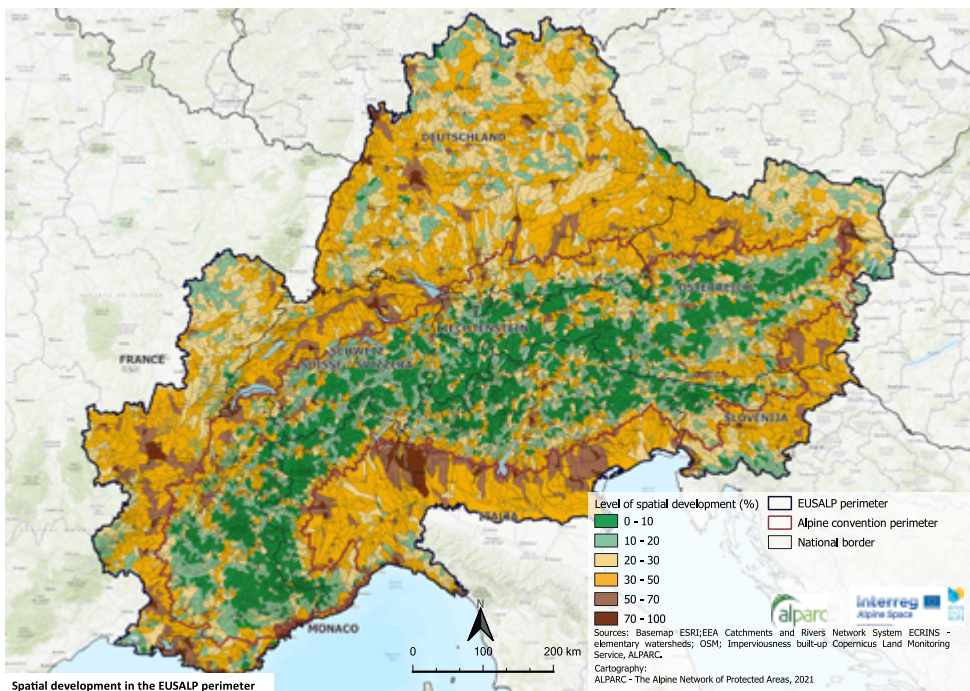 DEUTSCHLAND
LIECHTENSTEIN
ÖSTERREICH
FRANCE
SCHWEIZ
SUISSE / SVIZZERA
SLOVENIJA
ITALIA
MONACO
N
0 100 200 km
Level of spatial development (%)
0 - 10
10 - 20
20 - 30
30 - 50
50 - 70
70 - 100
EUSALP perimeter
Alpine convention perimeter
National border
alparc
Interreg
Alpine Space
Sources: Basemap ESRI;EEA Catchments and Rivers Network System ECRINS -
elementary watersheds; OSM; Imperviousness built-up Copernicus Land Monitoring
Service, ALPARC.
Cartography:
ALPARC - The Alpine Network of Protected Areas, 2021
Spatial development in the EUSALP perimeter